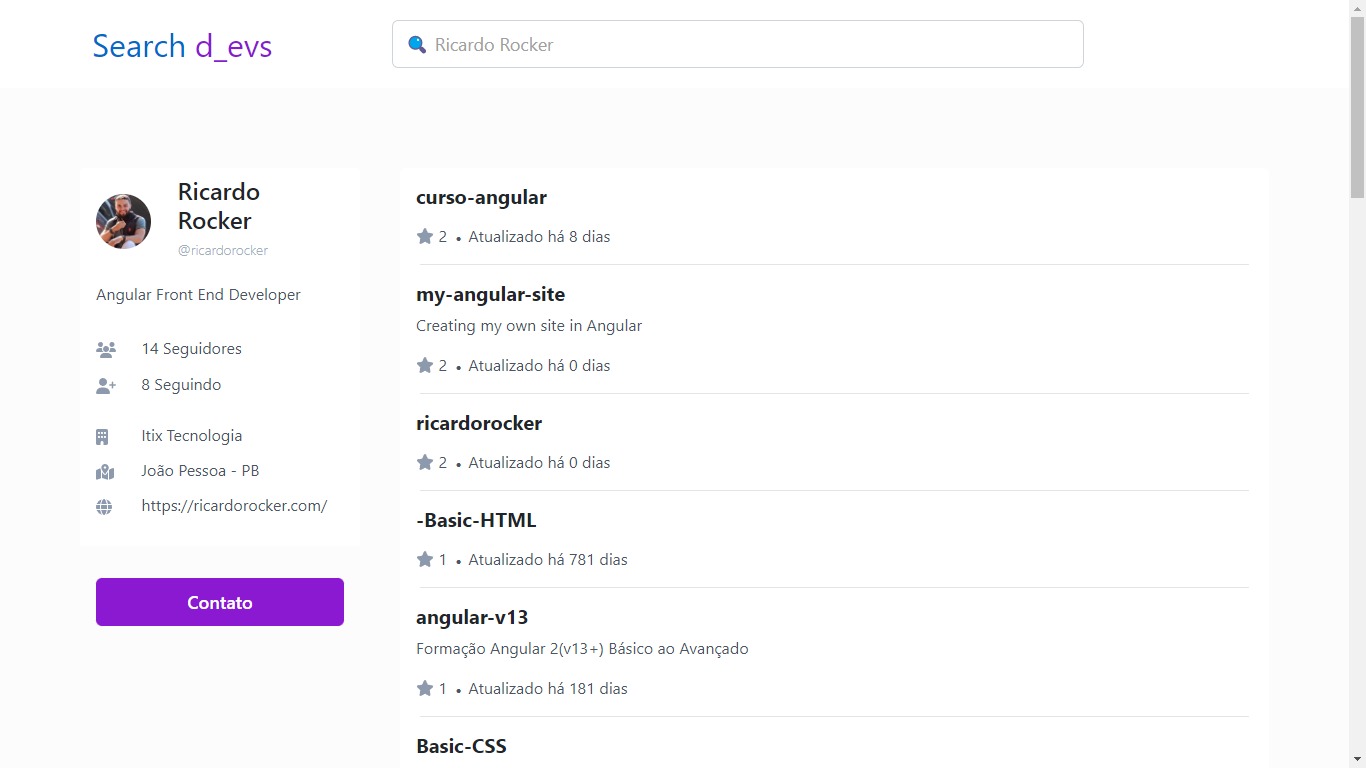 Search d_evs
Ricardo Rocker
Ricardo
Rocker
@ricardorocker
Angular Front End Developer
14 Seguidores
8 Seguindo
Itix Tecnologia
João Pessoa - PB
https://ricardorocker.com/
Contato
curso-angular
2 • Atualizado há 8 dias
my-angular-site
Creating my own site in Angular
2 • Atualizado há 0 dias
ricardorocker
2 • Atualizado há 0 dias
-Basic-HTML
1 • Atualizado há 781 dias
angular-v13
Formação Angular 2(v13+) Básico ao Avançado
1 • Atualizado há 181 dias
Basic-CSS